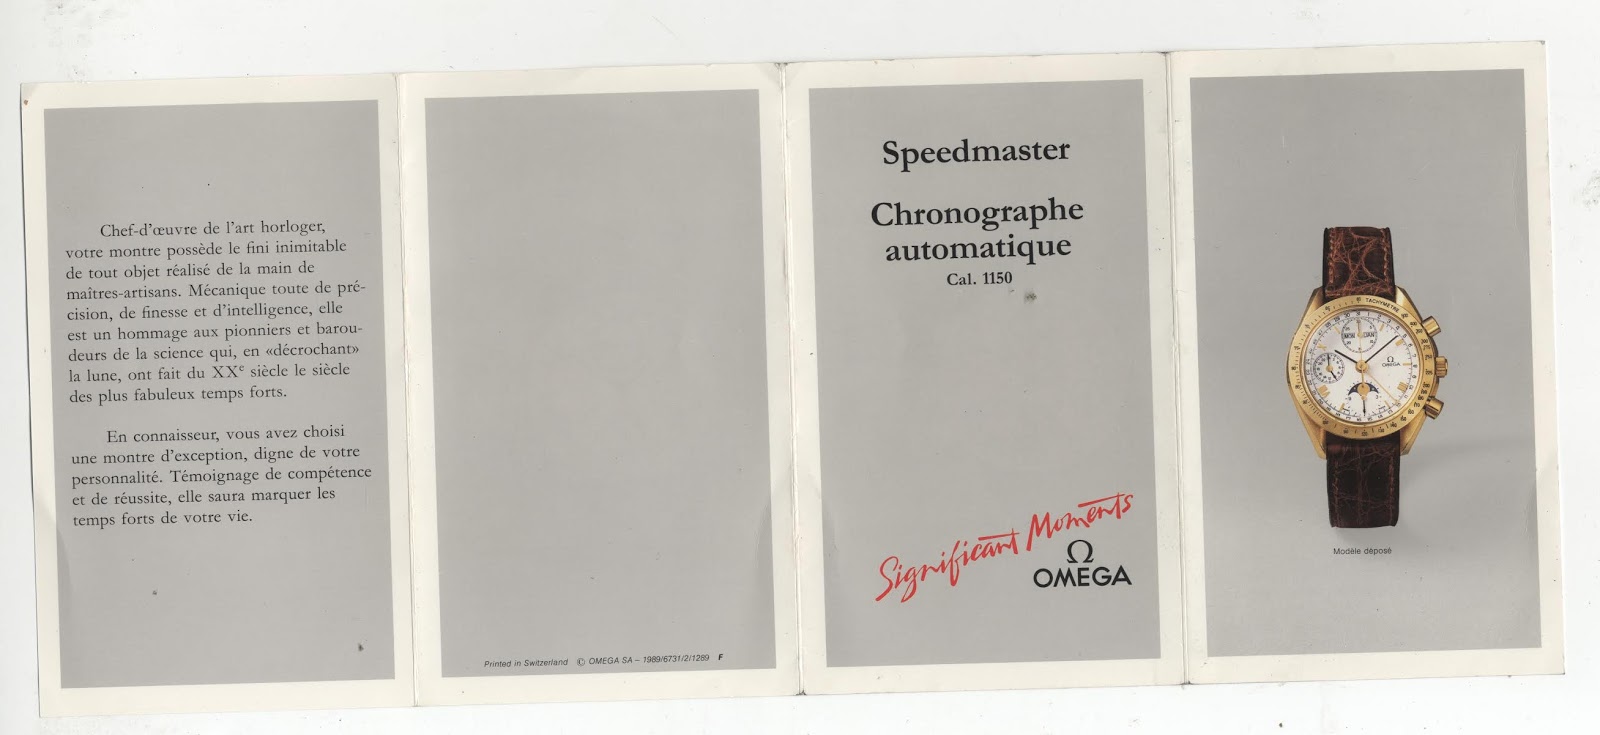 Chef-d'œuvre de l'art horloger,
votre montre possède le fini inimitable
de tout objet réalisé de la main de
maîtres-artisans. Mécanique toute de pré-
cision, de finesse et d'intelligence, elle
est un hommage aux pionniers et barou-
deurs de la science qui, en «décrochant»
la lune, ont fait du XXe siècle le siècle
des plus fabuleux temps forts.
En connaisseur, vous avez choisi
une montre d'exception, digne de votre
personnalité. Témoignage de compétence
et de réussite, elle saura marquer les
temps forts de votre vie.
Printed in Switzerland © OMEGA SA – 1989/6731/2/1289 F
Speedmaster
Chronographe
automatique
Cal. 1150
Significant Moments
Ω
OMEGA
TACHYMETRE
MON JAN
Ω
OMEGA
Modèle déposé